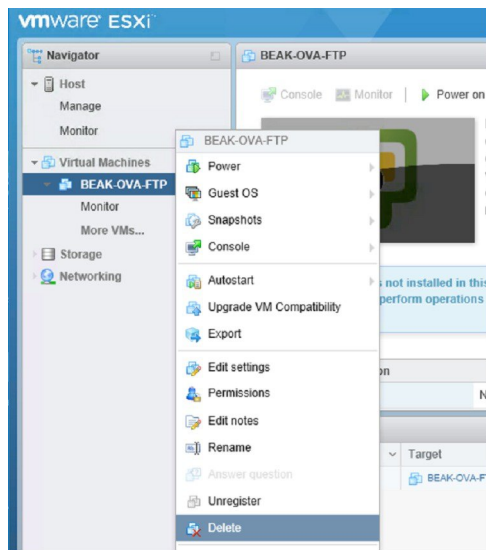 vmware ESXi
Navigator
BEAK-OVA-FTP
Host
Manage
Monitor
Virtual Machines
BEAK-OVA-FTP
Monitor
More VMs...
Storage
Networking
Console
Monitor
Power on
BEAK-OVA-FTP
Power
Guest OS
Snapshots
Console
Autostart
Upgrade VM Compatibility
Export
Edit settings
Permissions
Edit notes
Rename
Answer question
Unregister
Delete
not installed in this
perform operations
Target
BEAK-OVA-F